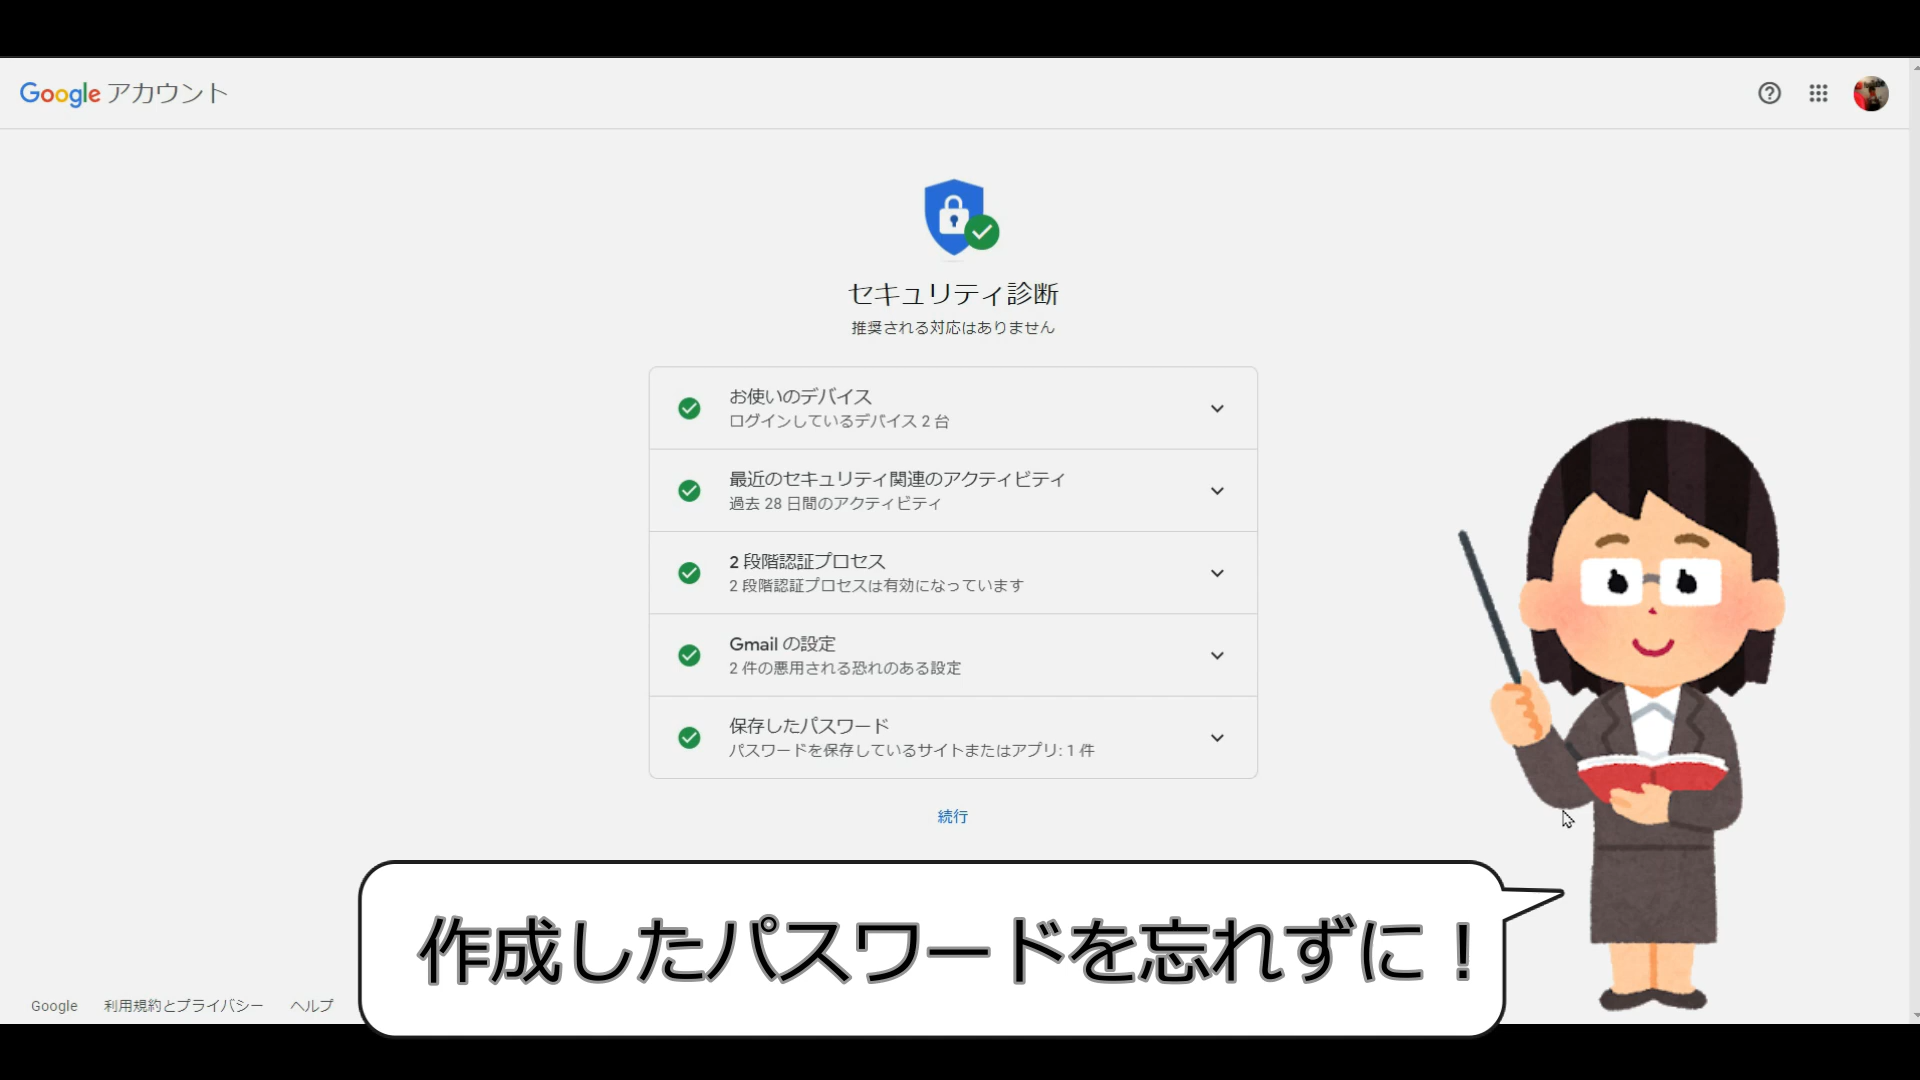 Google アカウント
セキュリティ診断
推奨される対応はありません
お使いのデバイス
ログインしているデバイス 2 台
最近のセキュリティ関連のアクティビティ
過去 28 日間のアクティビティ
2 段階認証プロセス
2 段階認証プロセスは有効になっています
Gmail の設定
2 件の悪用される恐れのある設定
保存したパスワード
パスワードを保存しているサイトまたはアプリ: 1 件
続行
作成したパスワードを忘れずに！
Google 利用規約とプライバシー ヘルプ